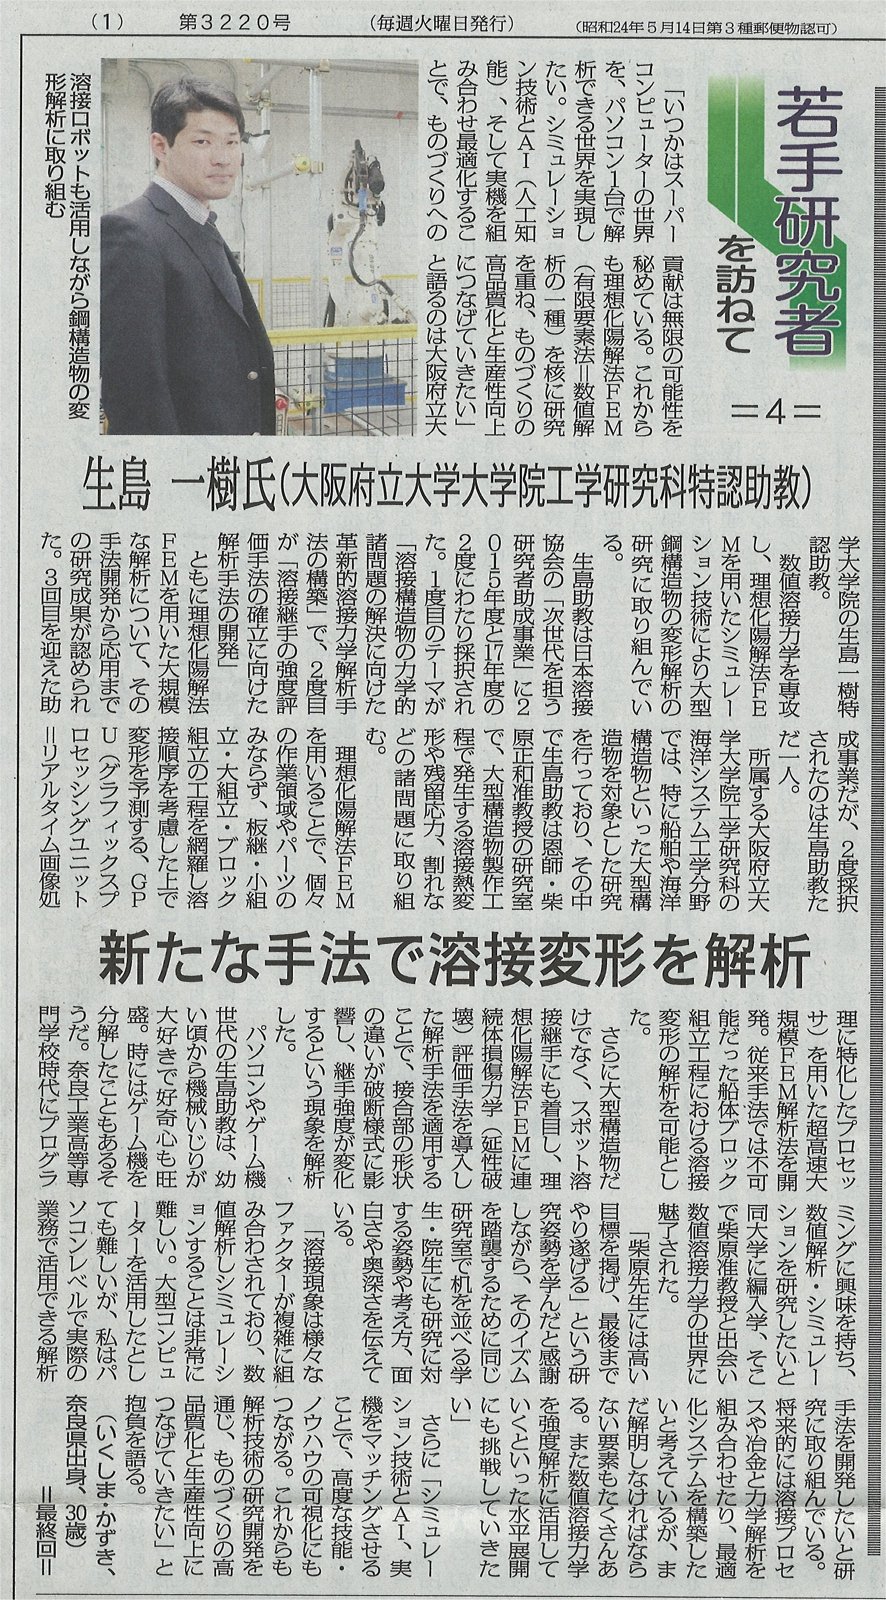 (1) 第3220号 (毎週火曜日発行) (昭和24年5月14日第3種郵便物認可)
若手研究者
を訪ねて
＝4＝
「いつかはスーパー
コンピューターの世界
を、パソコン1台で解
析できる世界を実現し
たい。シミュレーショ
ン技術とAI（人工知
能）、そして実機を組
み合わせ最適化するこ
とで、ものづくりへの
貢献は無限の可能性を
秘めている。これから
も理想化陽解法FEM
（有限要素法＝数値解
析の一種）を核に研究
を重ね、ものづくりの
高品質化と生産性向上
につなげていきたい」
と語るのは大阪府立大
溶接ロボットも活用しながら鋼構造物の変
形解析に取り組む
生島 一樹氏（大阪府立大学大学院工学研究科特認助教）
学大学院の生島一樹特
認助教。
数値溶接力学を専攻
し、理想化陽解法FE
Mを用いたシミュレー
ション技術により大型
鋼構造物の変形解析の
研究に取り組んでい
る。
生島助教は日本溶接
協会の「次世代を担う
研究者助成事業」に2
015年度と17年度の
2度にわたり採択され
た。1度目のテーマが
「溶接構造物の力学的
諸問題の解決に向けた
革新的溶接力学解析手
法の構築」で、2度目
が「溶接継手の強度評
価手法の確立に向けた
解析手法の開発」
ともに理想化陽解法
FEMを用いた大規模
な解析について、その
手法開発から応用まで
の研究成果が認められ
た。3回目を迎えた助
成事業だが、2度採択
されたのは生島助教た
だ一人。
所属する大阪府立大
学大学院工学研究科の
海洋システム工学分野
では、特に船舶や海洋
構造物といった大型構
造物を対象とした研究
を行っており、その中
で生島助教は恩師・柴
原正和准教授の研究室
で、大型構造物製作工
程で発生する溶接熱変
形や残留応力、割れな
どの諸問題に取り組
む。
理想化陽解法FEM
を用いることで、個々
の作業領域やパーツの
みならず、板継・小組
立・大組立・ブロック
組立の工程を網羅し溶
接順序を考慮した上で
変形を予測する、GP
U（グラフィックスプ
ロセッシングユニット
＝リアルタイム画像処
新たな手法で溶接変形を解析
理に特化したプロセッ
サ）を用いた超高速大
規模FEM解析法を開
発。従来手法では不可
能だった船体ブロック
組立工程における溶接
変形の解析を可能とし
た。
さらに大型構造物だ
けでなく、スポット溶
接継手にも着目し、理
想化陽解法FEMに連
続体損傷力学（延性破
壊）評価手法を導入し
た解析手法を適用する
ことで、接合部の形状
の違いが破断様式に影
響し、継手強度が変化
するという現象を解析
した。
パソコンやゲーム機
世代の生島助教は、幼
い頃から機械いじりが
大好きで好奇心も旺
盛。時にはゲーム機を
分解したこともあるそ
うだ。奈良工業高等専
門学校時代にプログラ
ミングに興味を持ち、
数値解析・シミュレー
ションを研究したいと
同大学に編入学、そこ
で柴原准教授と出会い
数値溶接力学の世界に
魅了された。
「柴原先生には高い
目標を掲げ、最後まで
やり遂げる」という研
究姿勢を学んだと感謝
しながら、そのイズム
を踏襲するために同じ
研究室で机を並べる学
生・院生にも研究に対
する姿勢や考え方、面
白さや奥深さを伝えて
いる。
「溶接現象は様々な
ファクターが複雑に組
み合わされており、数
値解析しシミュレーシ
ョンすることは非常に
難しい。大型コンピュ
ーターを活用したとし
ても難しいが、私はパ
ソコンレベルで実際の
業務で活用できる解析
手法を開発したいと研
究に取り組んでいる。
将来的には溶接プロセ
スや冶金と力学解析を
組み合わせたり、最適
化システムを構築した
いと考えているが、ま
だ解明しなければなら
ない要素もたくさんあ
る。また数値溶接力学
を強度解析に活用して
いくといった水平展開
にも挑戦していきた
い」
さらに「シミュレー
ション技術とAI、実
機をマッチングさせる
ことで、高度な技能・
ノウハウの可視化にも
つながる。これからも
解析技術の研究開発を
通じ、ものづくりの高
品質化と生産性向上に
つなげていきたい」と
抱負を語る。
（いくしま・かずき、
奈良県出身、30歳）
＝最終回＝